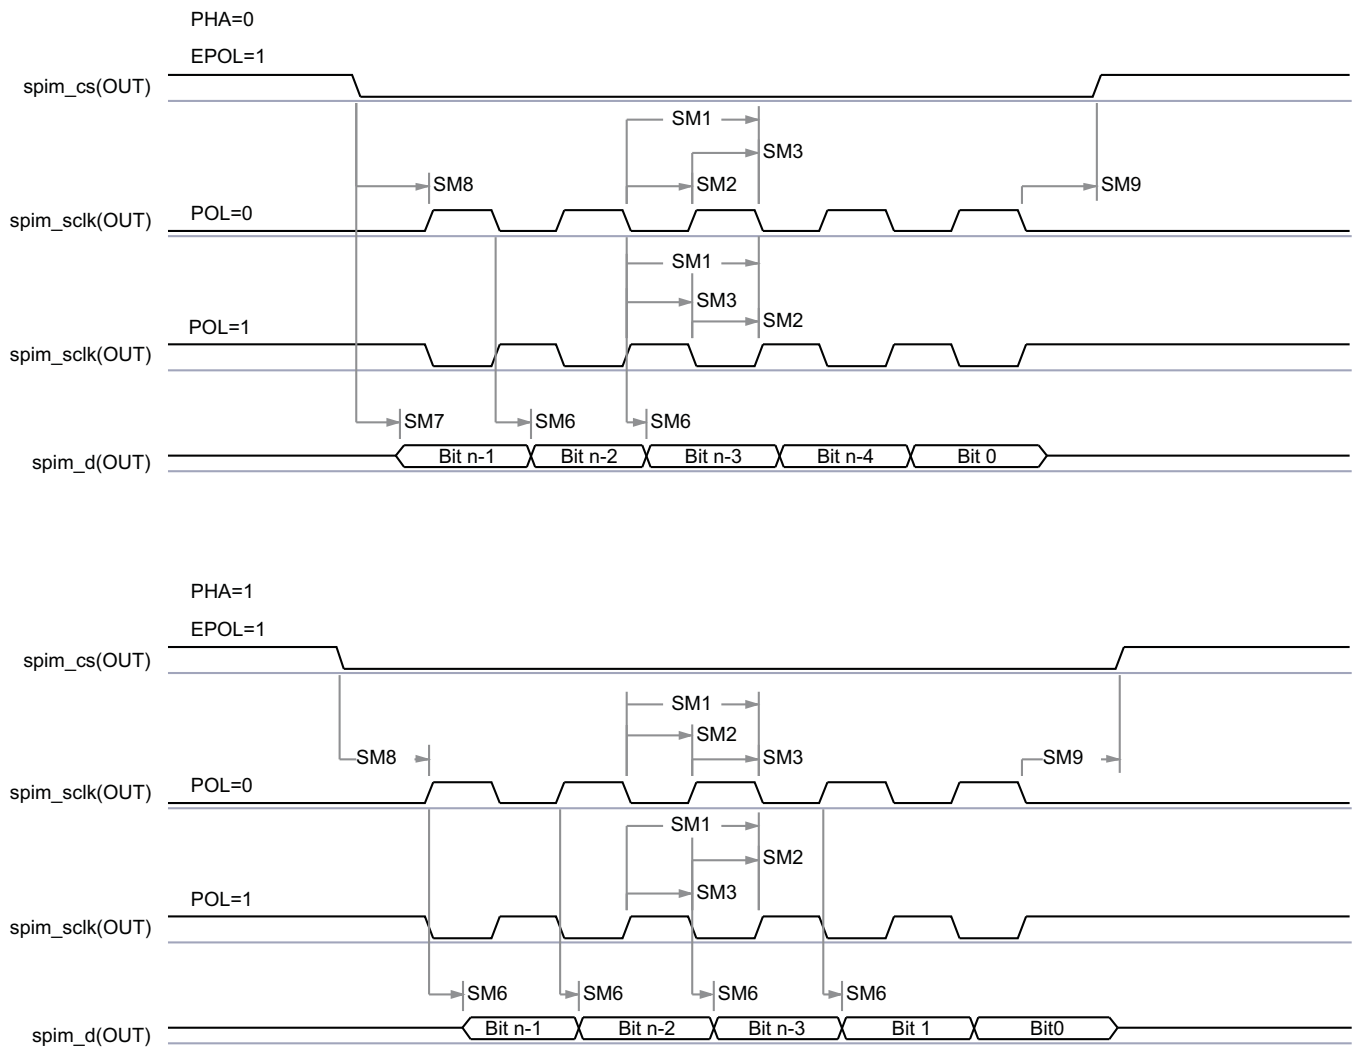 PHA=0
EPOL=1
spim_cs(OUT)
SM1
SM3
SM8
SM2
SM9
POL=0
spim_sclk(OUT)
SM1
SM3
SM2
POL=1
spim_sclk(OUT)
SM7
SM6
SM6
spim_d(OUT)
Bit n-1
Bit n-2
Bit n-3
Bit n-4
Bit 0
PHA=1
EPOL=1
spim_cs(OUT)
SM1
SM2
SM8
SM3
SM9
POL=0
spim_sclk(OUT)
SM1
SM2
SM3
POL=1
spim_sclk(OUT)
SM6
SM6
SM6
SM6
spim_d(OUT)
Bit n-1
Bit n-2
Bit n-3
Bit 1
Bit0